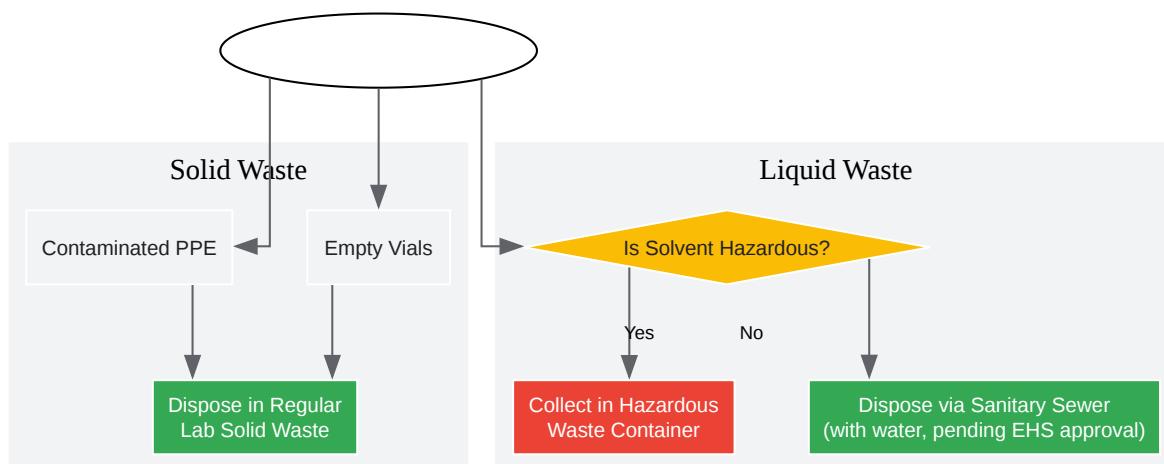 Solid Waste
Liquid Waste
Contaminated PPE
Empty Vials
Is Solvent Hazardous?
Yes
No
Dispose in Regular
Lab Solid Waste
Collect in Hazardous
Waste Container
Dispose via Sanitary Sewer
(with water, pending EHS approval)